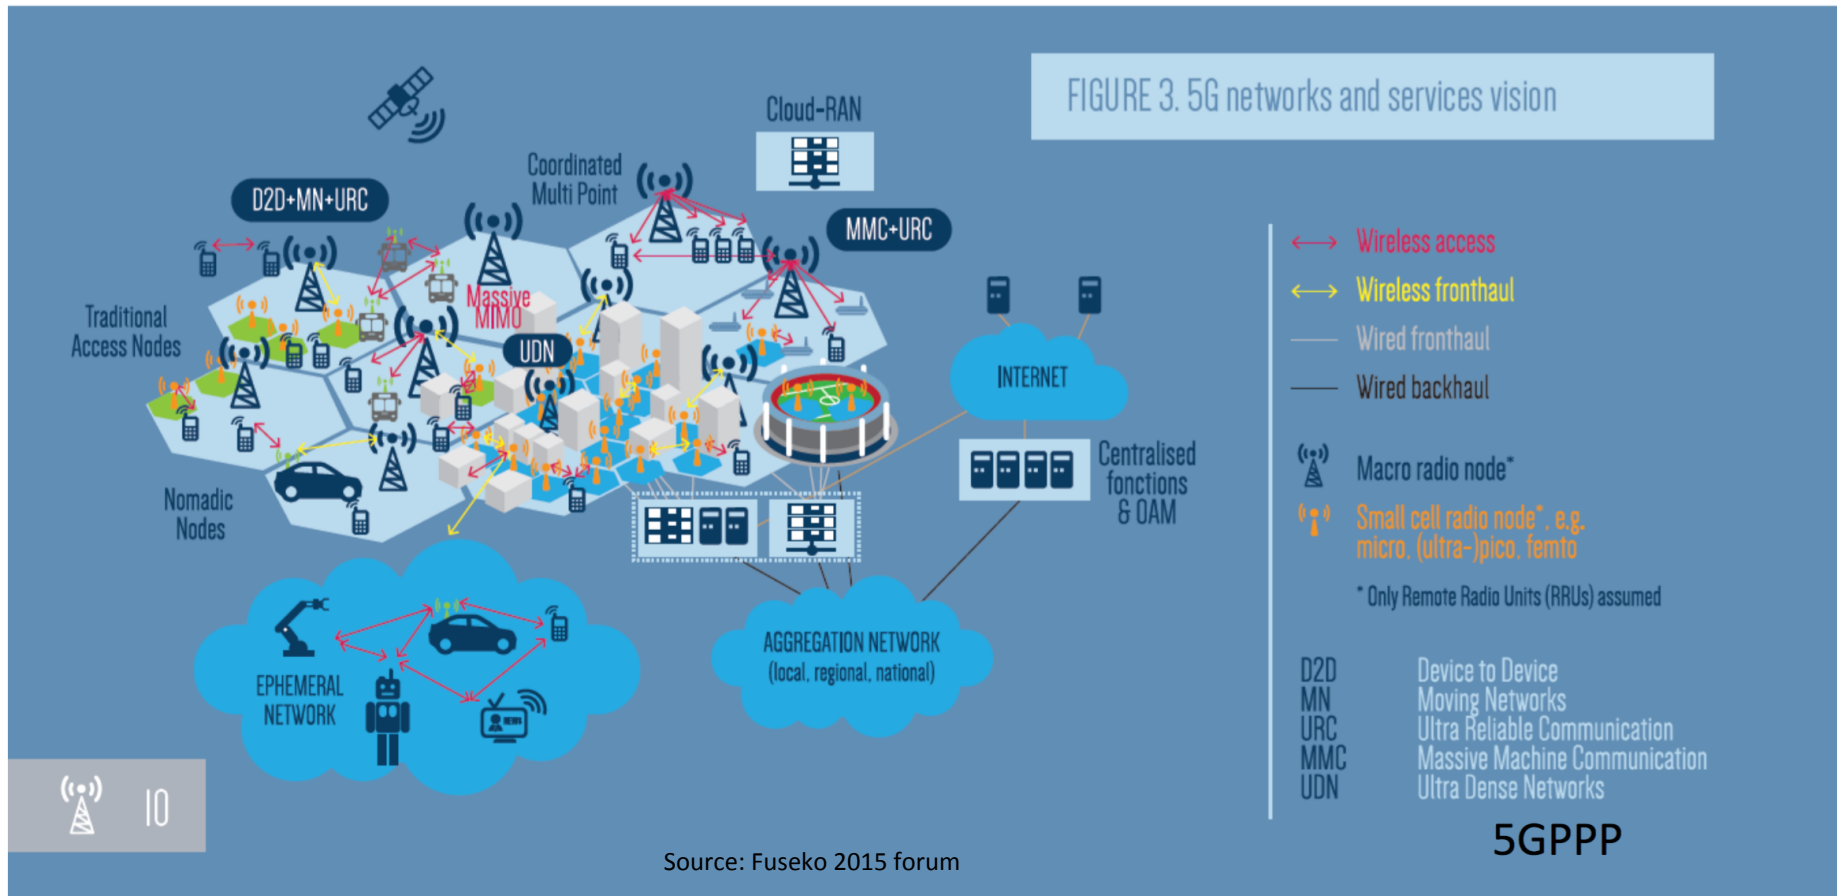 FIGURE 3. 5G networks and services vision
Cloud-RAN
Coordinated
Multi Point
D2D+MN+URC
MMC+URC
Traditional
Access Nodes
Massive
MIMO
UDN
Nomadic
Nodes
INTERNET
Centralised
fonctions
& OAM
EPHEMERAL
NETWORK
NEWS
AGGREGATION NETWORK
(local, regional, national)
Wireless access
Wireless fronthaul
Wired fronthaul
Wired backhaul
Macro radio node*
Small cell radio node*, e.g.
micro, (ultra-)pico, femto
* Only Remote Radio Units (RRUs) assumed
D2D Device to Device
MN Moving Networks
URC Ultra Reliable Communication
MMC Massive Machine Communication
UDN Ultra Dense Networks
10
5GPPP
Source: Fuseko 2015 forum